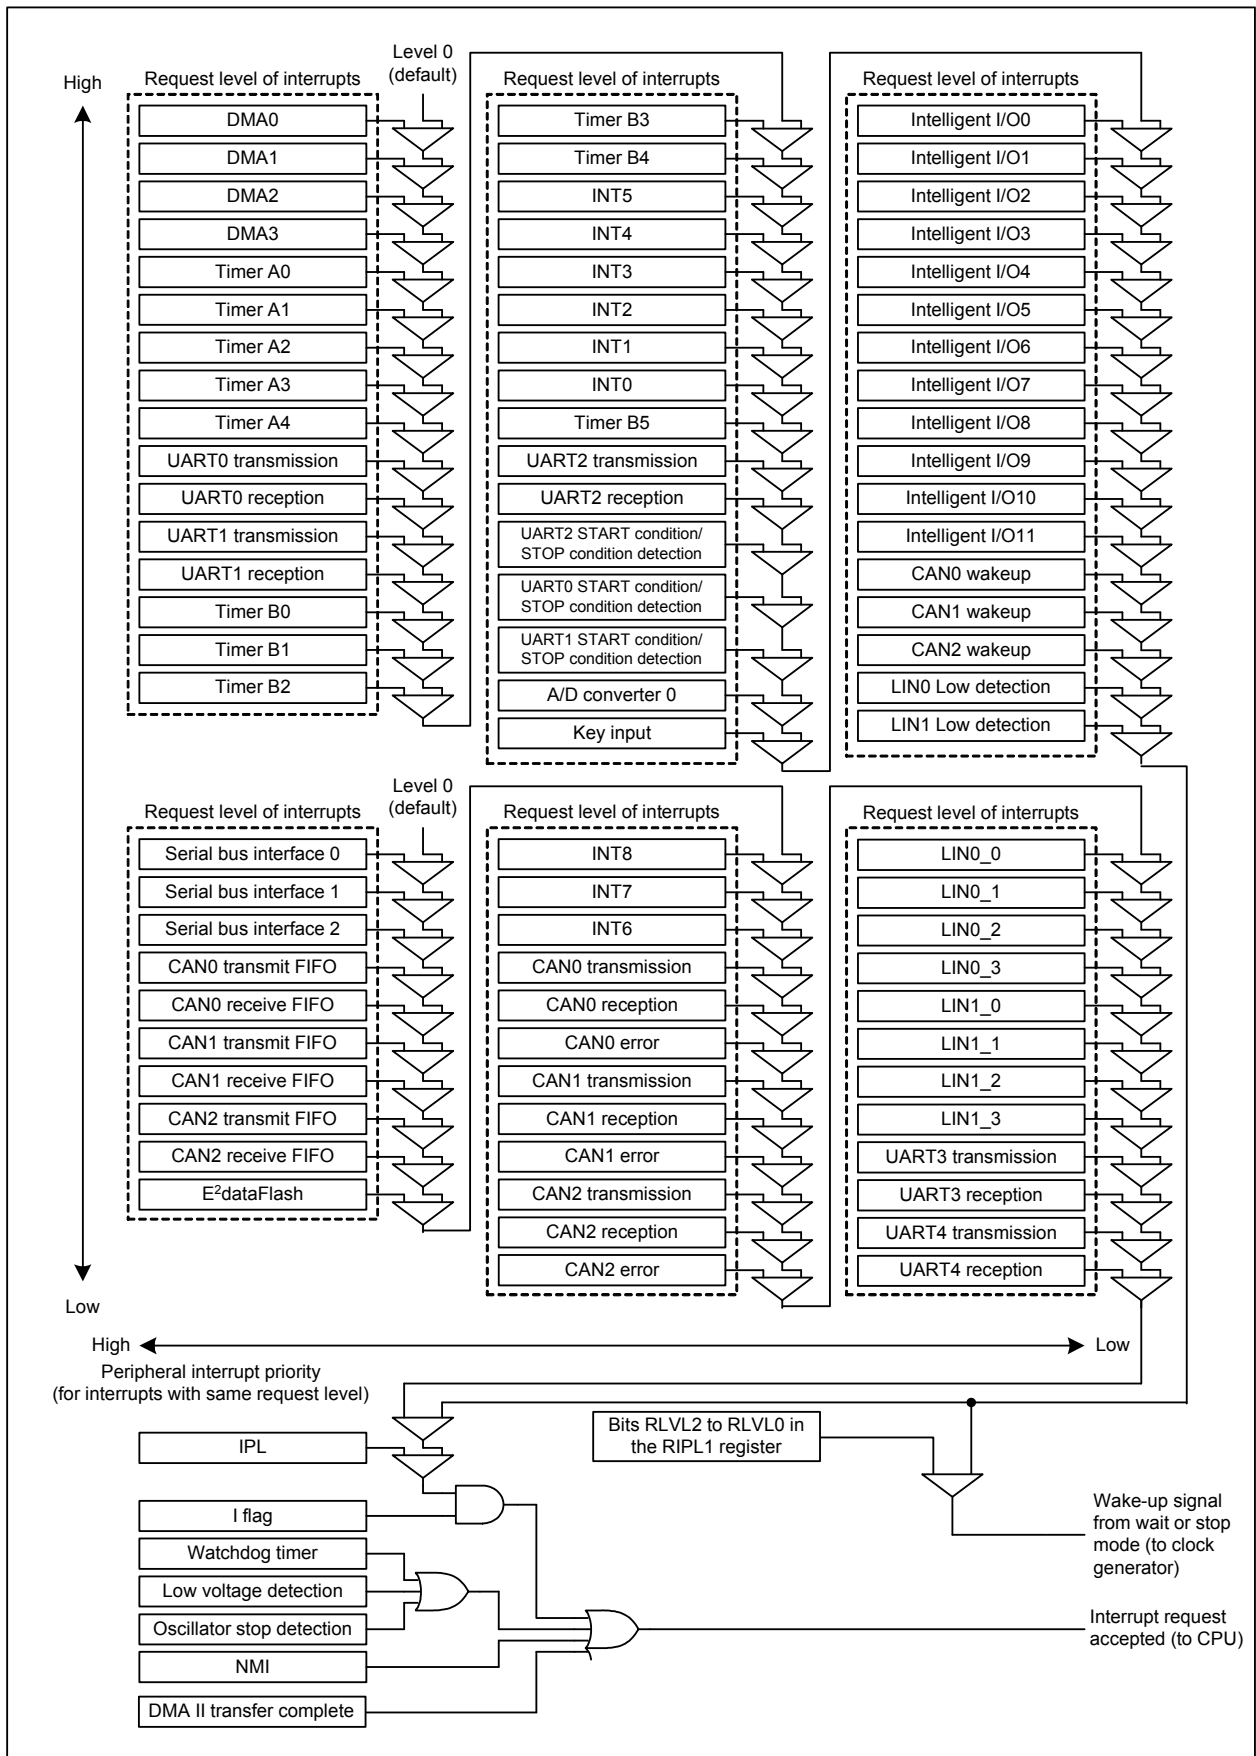 High
Level 0
(default)
Request level of interrupts
DMA0
DMA1
DMA2
DMA3
Timer A0
Timer A1
Timer A2
Timer A3
Timer A4
UART0 transmission
UART0 reception
UART1 transmission
UART1 reception
Timer B0
Timer B1
Timer B2
Request level of interrupts
Timer B3
Timer B4
INT5
INT4
INT3
INT2
INT1
INT0
Timer B5
UART2 transmission
UART2 reception
UART2 START condition/
STOP condition detection
UART0 START condition/
STOP condition detection
UART1 START condition/
STOP condition detection
A/D converter 0
Key input
Request level of interrupts
Intelligent I/O0
Intelligent I/O1
Intelligent I/O2
Intelligent I/O3
Intelligent I/O4
Intelligent I/O5
Intelligent I/O6
Intelligent I/O7
Intelligent I/O8
Intelligent I/O9
Intelligent I/O10
Intelligent I/O11
CAN0 wakeup
CAN1 wakeup
CAN2 wakeup
LIN0 Low detection
LIN1 Low detection
Level 0
(default)
Request level of interrupts
Serial bus interface 0
Serial bus interface 1
Serial bus interface 2
CAN0 transmit FIFO
CAN0 receive FIFO
CAN1 transmit FIFO
CAN1 receive FIFO
CAN2 transmit FIFO
CAN2 receive FIFO
E²dataFlash
Request level of interrupts
INT8
INT7
INT6
CAN0 transmission
CAN0 reception
CAN0 error
CAN1 transmission
CAN1 reception
CAN1 error
CAN2 transmission
CAN2 reception
CAN2 error
Request level of interrupts
LIN0_0
LIN0_1
LIN0_2
LIN0_3
LIN1_0
LIN1_1
LIN1_2
LIN1_3
UART3 transmission
UART3 reception
UART4 transmission
UART4 reception
Low
High
Low
Peripheral interrupt priority
(for interrupts with same request level)
IPL
Bits RLVL2 to RLVL0 in
the RIPL1 register
I flag
Watchdog timer
Low voltage detection
Oscillator stop detection
NMI
DMA II transfer complete
Wake-up signal
from wait or stop
mode (to clock
generator)
Interrupt request
accepted (to CPU)